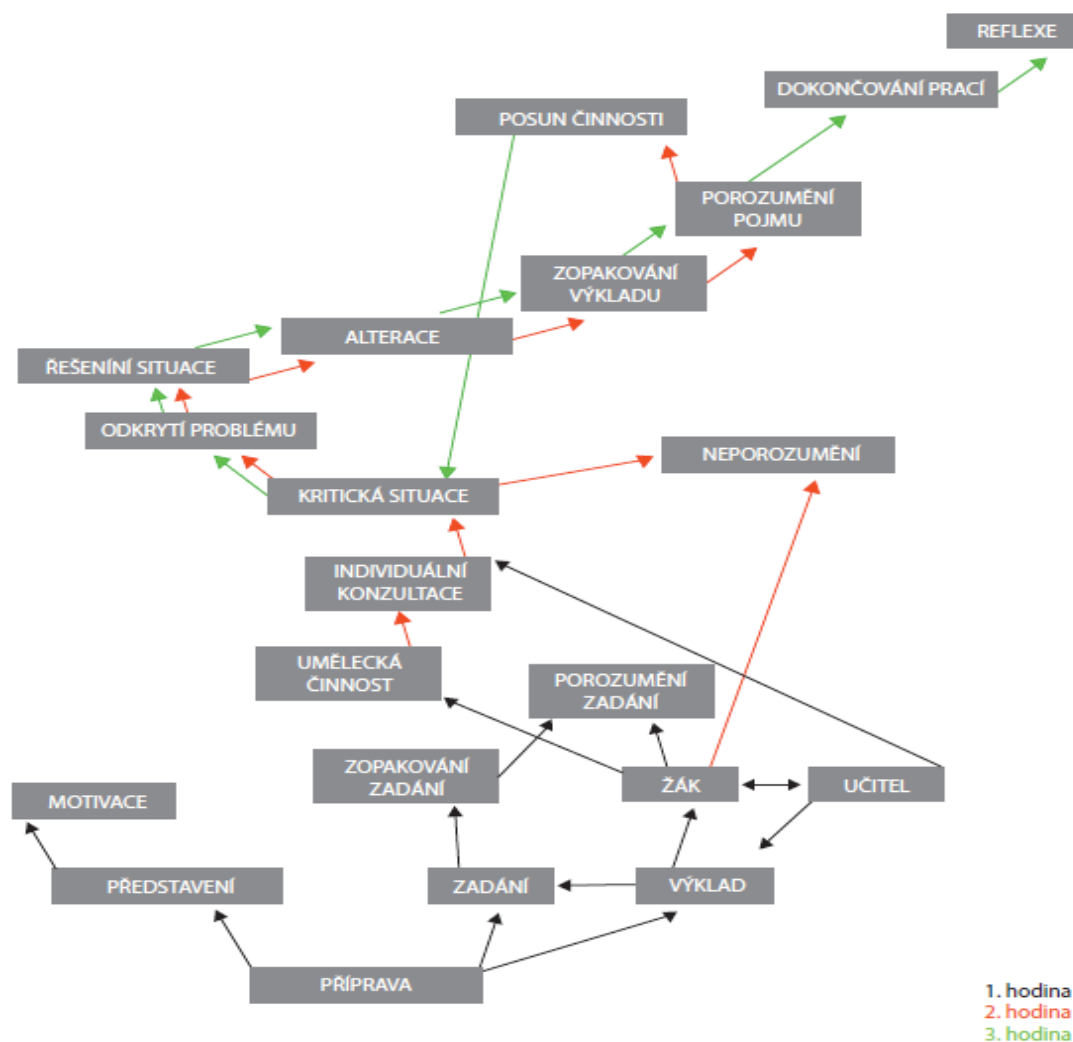 REFLEXE
DOKONČOVÁNÍ PRACÍ
POSUN ČINNOSTI
POROZUMĚNÍ
POJMU
ZOPAKOVÁNÍ
VÝKLADU
ALTERACE
ŘEŠENÍNÍ SITUACE
ODKRYTÍ PROBLÉMU
NEPOROZUMĚNÍ
KRITICKÁ SITUACE
INDIVIDUÁLNÍ
KONZULTACE
UMĚLECKÁ
ČINNOST
POROZUMĚNÍ
ZADÁNÍ
ZOPAKOVÁNÍ
ZADÁNÍ
ŽÁK
UČITEL
MOTIVACE
PŘEDSTAVENÍ
ZADÁNÍ
VÝKLAD
PŘÍPRAVA
1. hodina
2. hodina
3. hodina